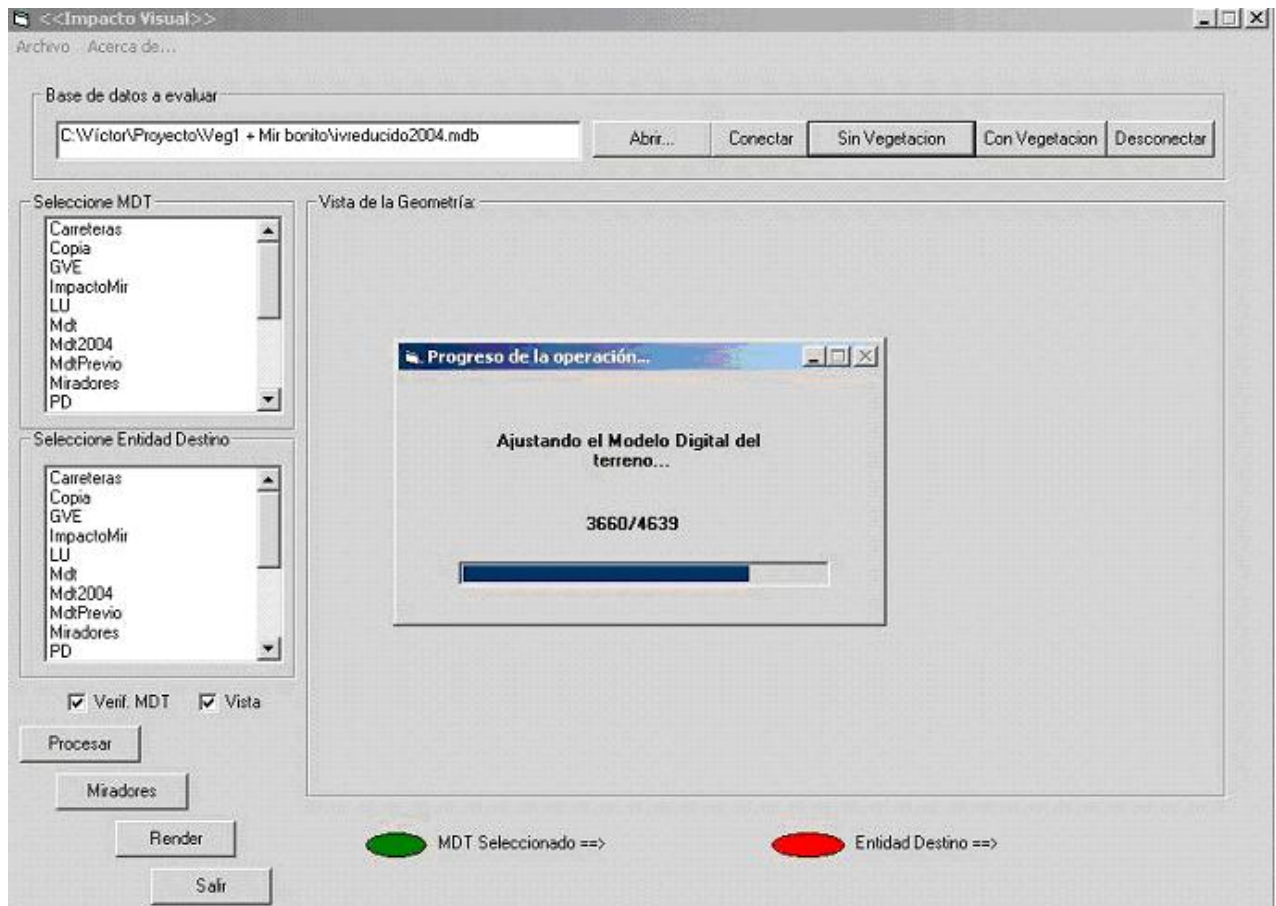 <<Impacto Visual>>
Archivo Acerca de...
Base de datos a evaluar
C:\Víctor\Proyecto\Veg1 + Mir bonito\ivreducido2004.mdb
Abrir... Conectar Sin Vegetacion Con Vegetacion Desconectar
Seleccione MDT
Carreteras
Copia
GVE
ImpactoMir
LU
Mdt
Mdt2004
MdtPrevio
Miradores
PD
Seleccione Entidad Destino
Carreteras
Copia
GVE
ImpactoMir
LU
Mdt
Mdt2004
MdtPrevio
Miradores
PD
Verif. MDT Vista
Procesar
Miradores
Render
Salir
Vista de la Geometría:
Progreso de la operación...
Ajustando el Modelo Digital del
terreno...
3660/4639
MDT Seleccionado ==> Entidad Destino ==>